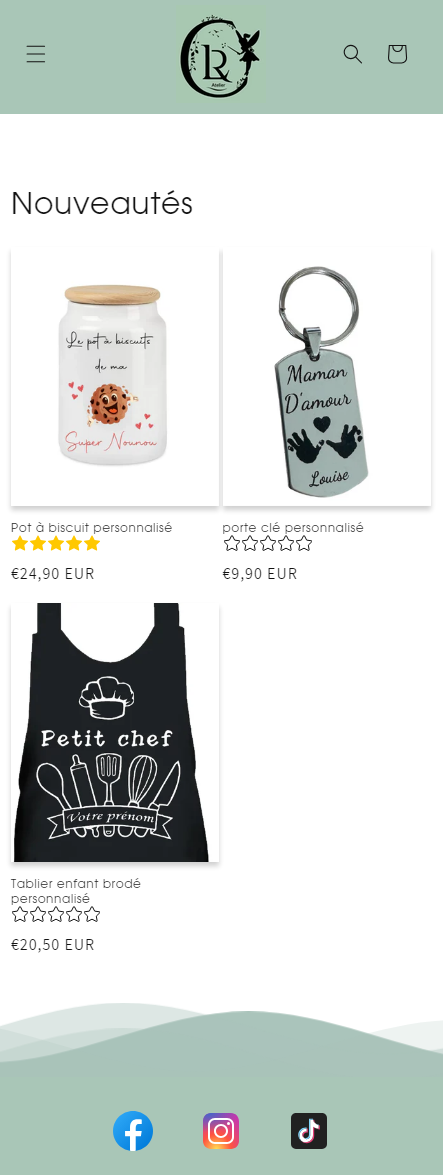 LR
Atelier
Nouveautés
Le pot à biscuits
de ma
Super Nounou
Maman
D'amour
Louise
Pot à biscuit personnalisé
porte clé personnalisé
€24,90 EUR
€9,90 EUR
Petit chef
Votre prénom
Tablier enfant brodé
personnalisé
€20,50 EUR